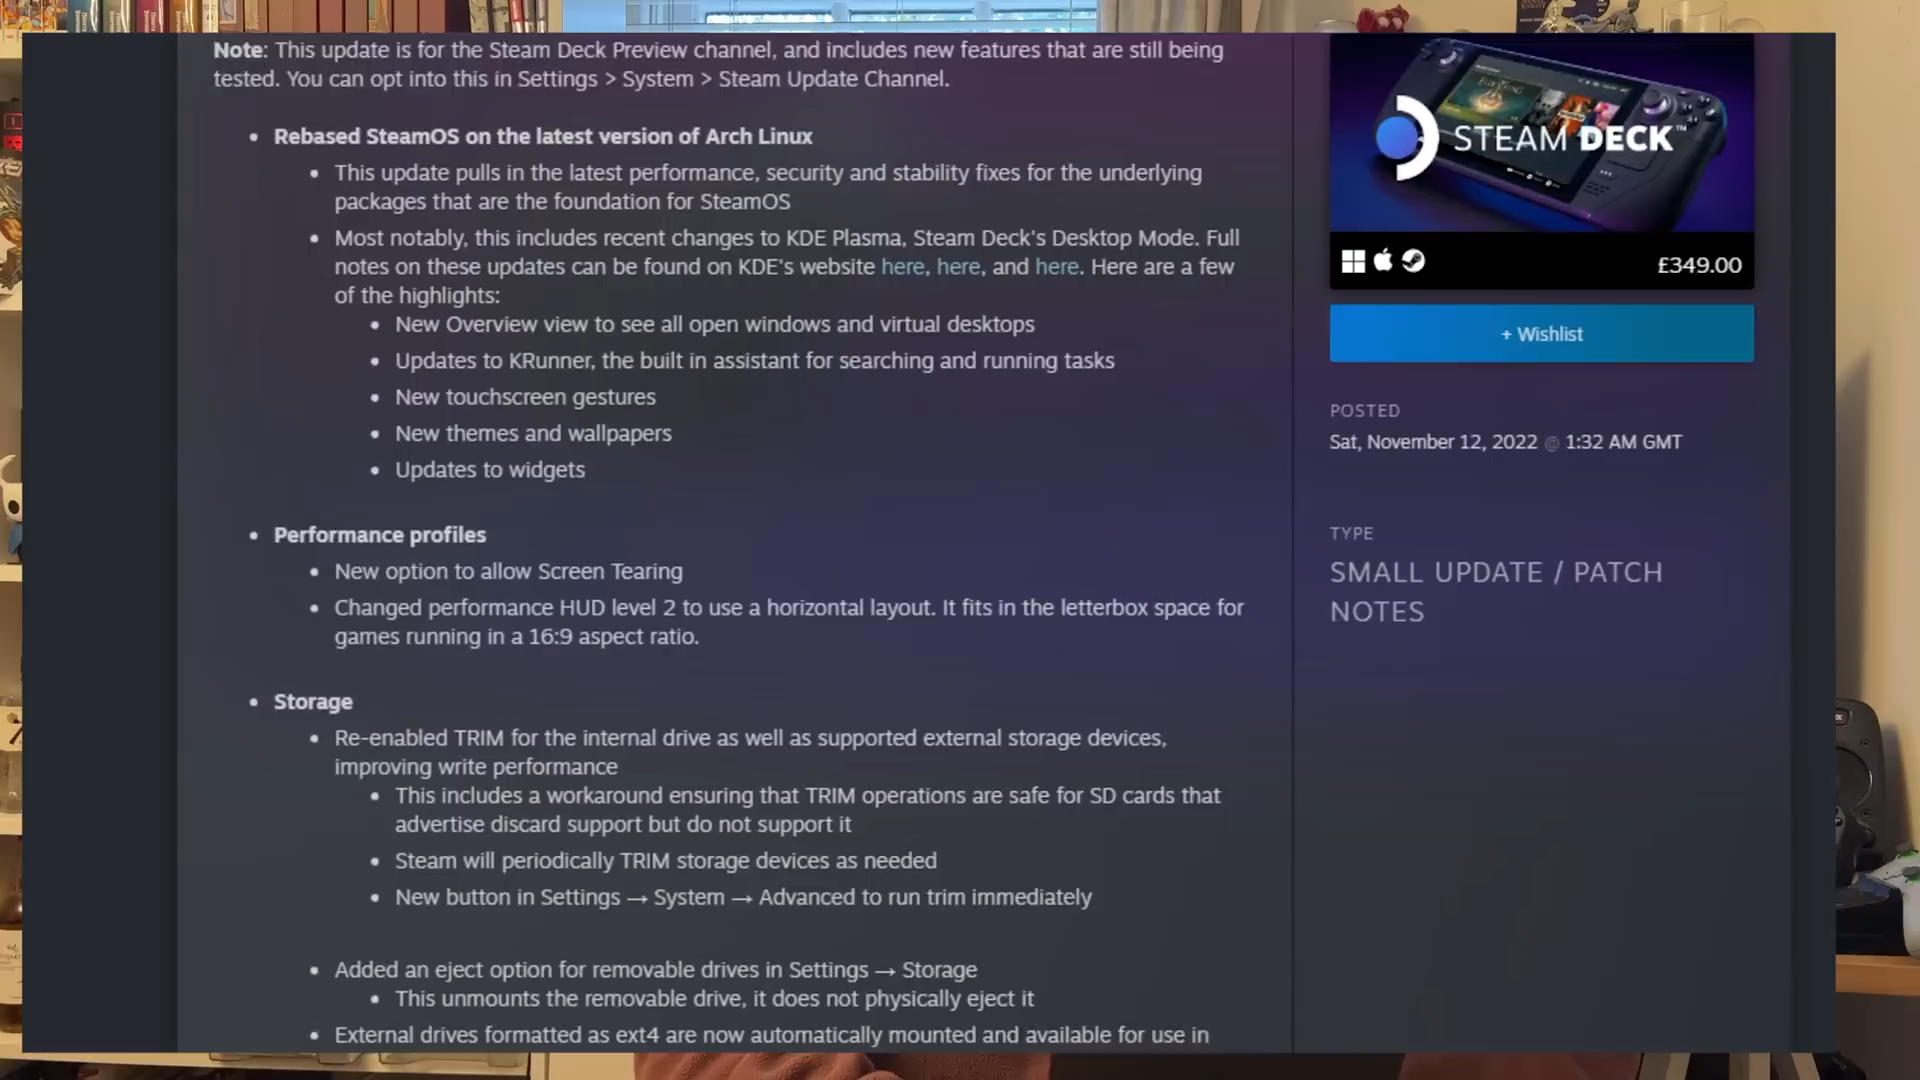 Note: This update is for the Steam Deck Preview channel, and includes new features that are still being
tested. You can opt into this in Settings > System > Steam Update Channel.
• Rebased SteamOS on the latest version of Arch Linux
• This update pulls in the latest performance, security and stability fixes for the underlying
packages that are the foundation for SteamOS
• Most notably, this includes recent changes to KDE Plasma, Steam Deck's Desktop Mode. Full
notes on these updates can be found on KDE's website here, here, and here. Here are a few
of the highlights:
• New Overview view to see all open windows and virtual desktops
• Updates to KRunner, the built in assistant for searching and running tasks
• New touchscreen gestures
• New themes and wallpapers
• Updates to widgets
• Performance profiles
• New option to allow Screen Tearing
• Changed performance HUD level 2 to use a horizontal layout. It fits in the letterbox space for
games running in a 16:9 aspect ratio.
• Storage
• Re-enabled TRIM for the internal drive as well as supported external storage devices,
improving write performance
• This includes a workaround ensuring that TRIM operations are safe for SD cards that
advertise discard support but do not support it
• Steam will periodically TRIM storage devices as needed
• New button in Settings → System → Advanced to run trim immediately
• Added an eject option for removable drives in Settings → Storage
• This unmounts the removable drive, it does not physically eject it
• External drives formatted as ext4 are now automatically mounted and available for use in
STEAM DECK™
£349.00
+ Wishlist
POSTED
Sat, November 12, 2022 @ 1:32 AM GMT
TYPE
SMALL UPDATE / PATCH
NOTES